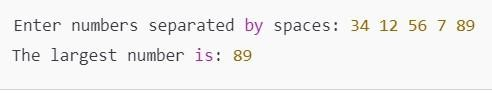 Enter numbers separated by spaces: 34 12 56 7 89
The largest number is: 89